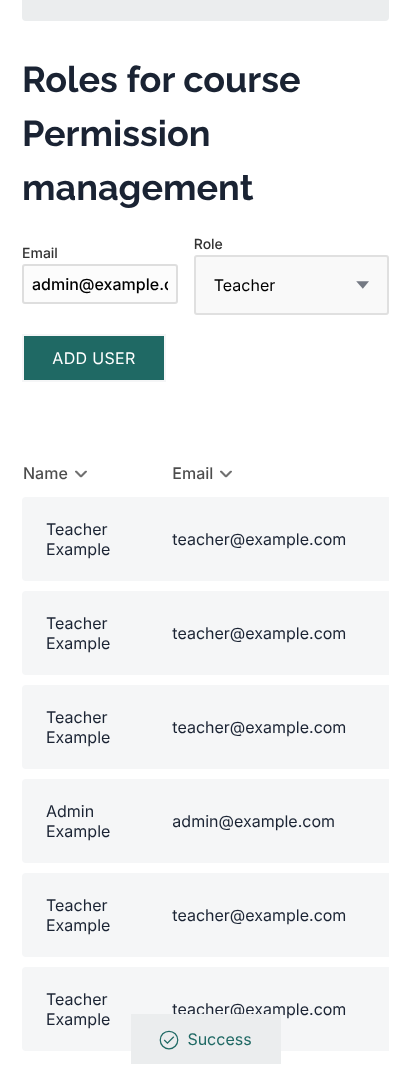 Roles for course
Permission
management
Email
Role
admin@example.c
Teacher
ADD USER
Name
Email
Teacher
Example
teacher@example.com
Teacher
Example
teacher@example.com
Teacher
Example
teacher@example.com
Admin
Example
admin@example.com
Teacher
Example
teacher@example.com
Teacher
Example
teacher@example.com
Success